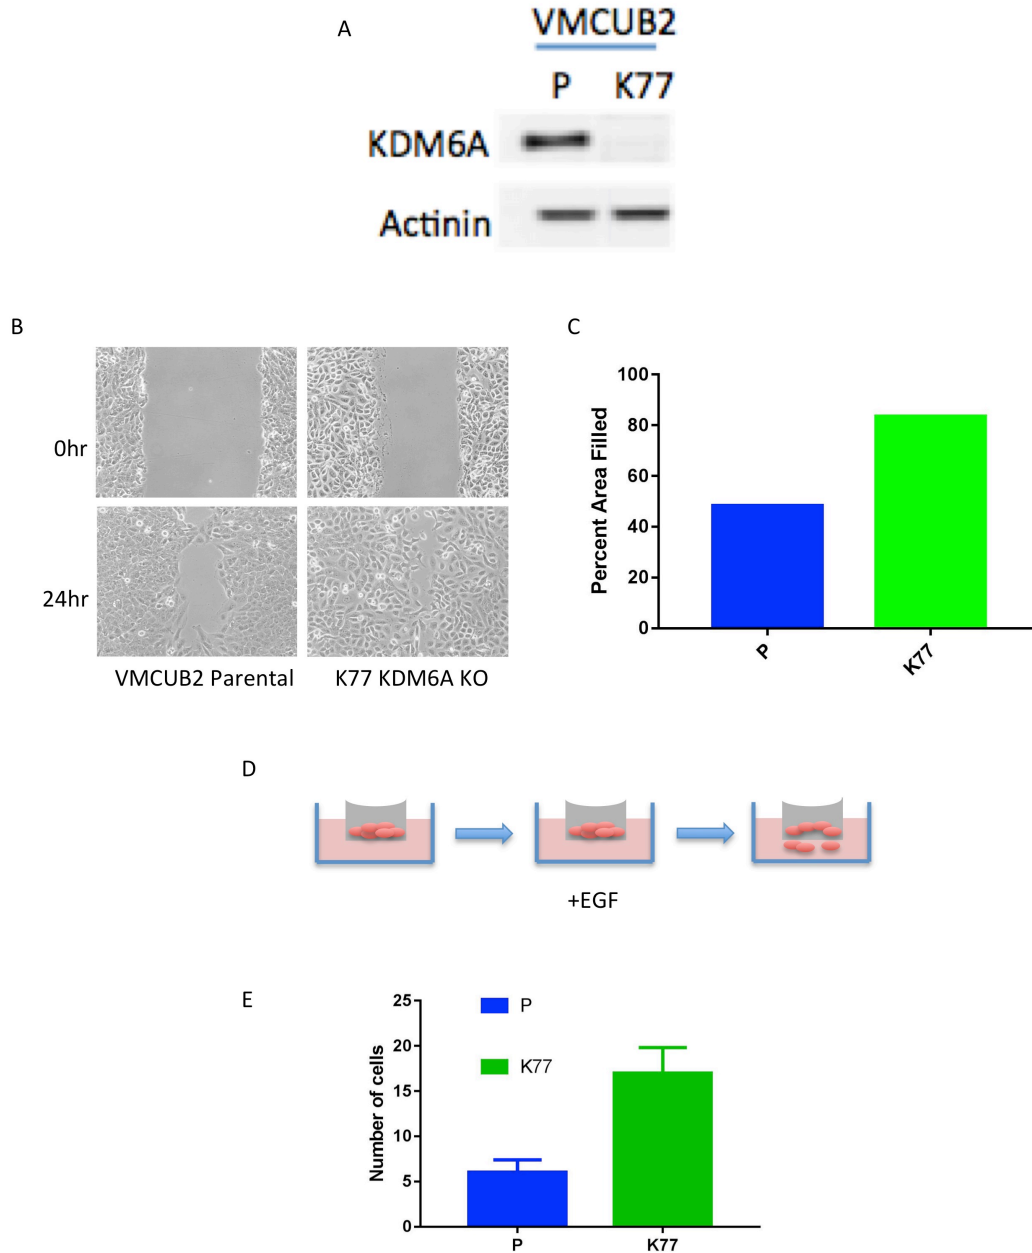 A
VMCUB2
P K77
KDM6A
Actinin
B
0hr
24hr
VMCUB2 Parental K77 KDM6A KO
C
Percent Area Filled
100
80
60
40
20
0
P K77
D
+EGF
E
Number of cells
25
20
15
10
5
0
P
K77
P K77